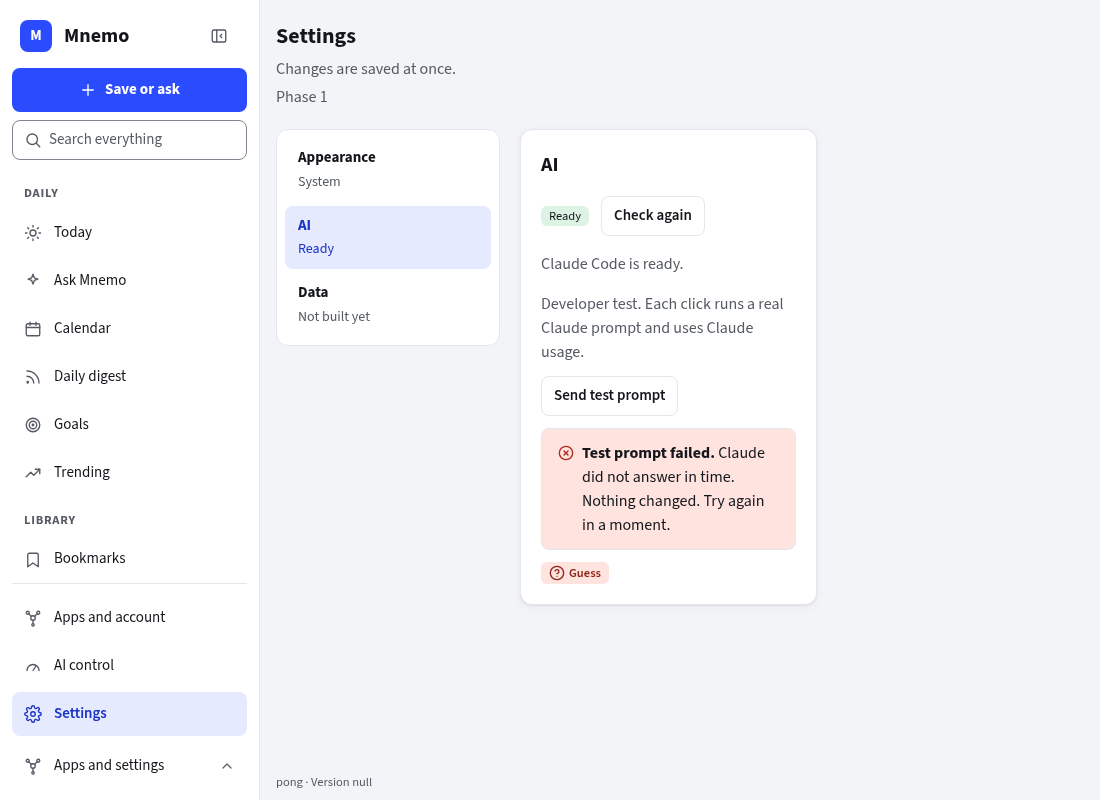 M
Mnemo
Save or ask
Search everything
DAILY
Today
Ask Mnemo
Calendar
Daily digest
Goals
Trending
LIBRARY
Bookmarks
Apps and account
AI control
Settings
Apps and settings
Settings
Changes are saved at once.
Phase 1
Appearance
System
AI
Ready
Data
Not built yet
AI
Ready
Check again
Claude Code is ready.
Developer test. Each click runs a real
Claude prompt and uses Claude
usage.
Send test prompt
Test prompt failed. Claude
did not answer in time.
Nothing changed. Try again
in a moment.
Guess
pong · Version null